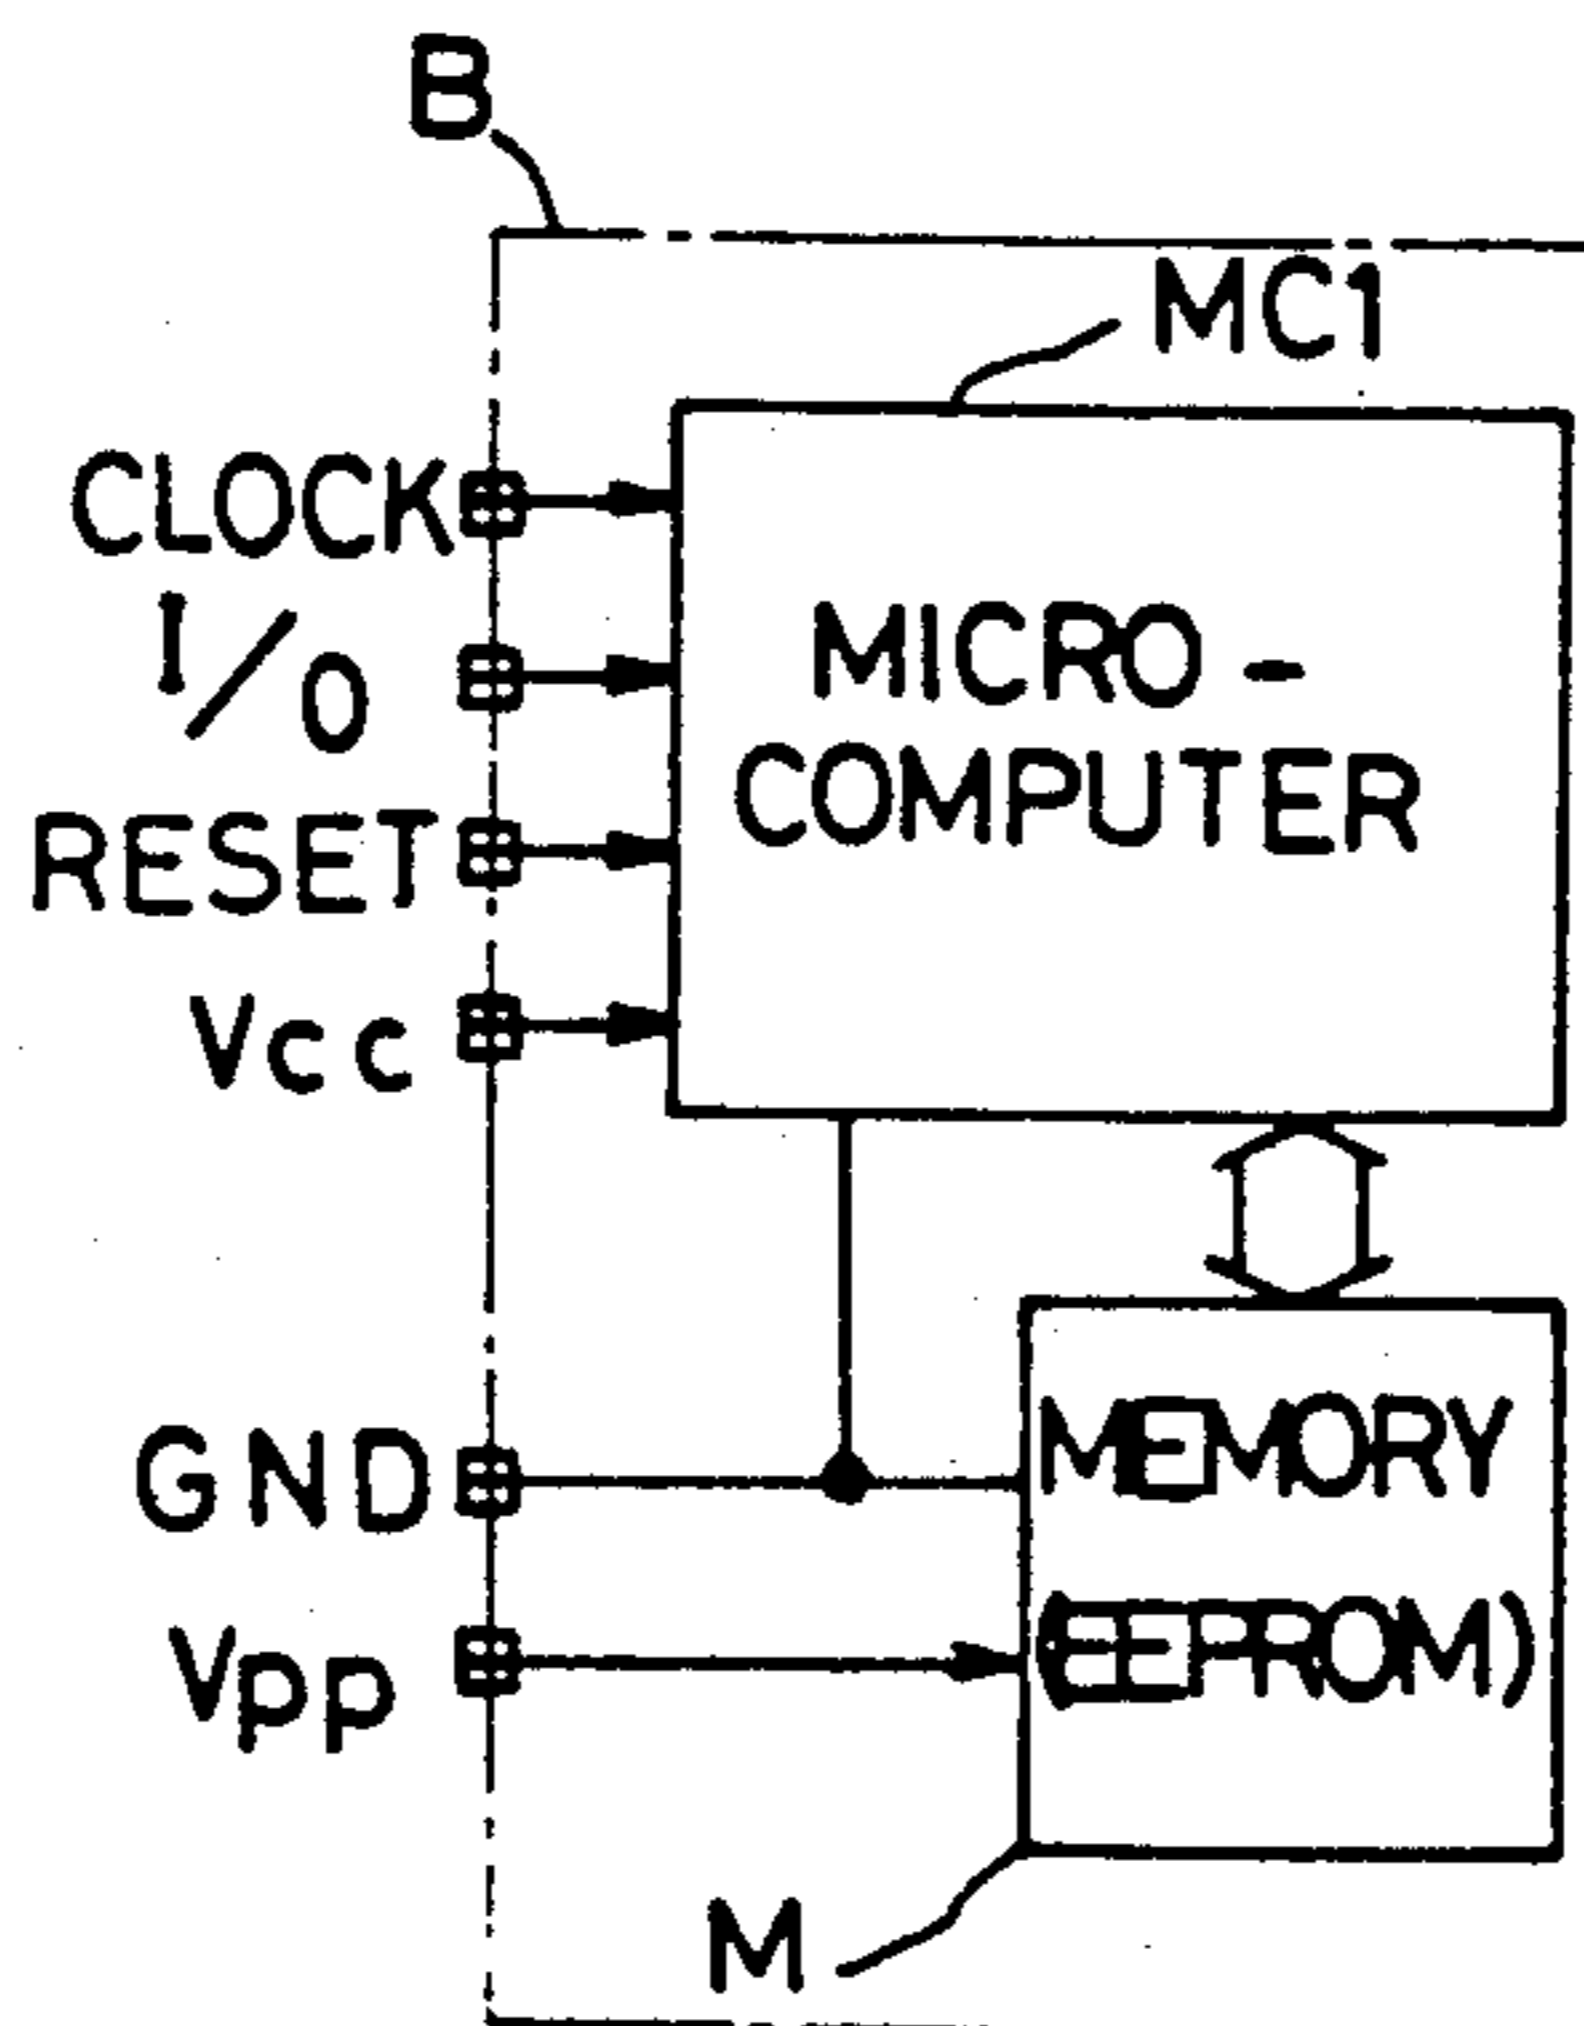 B
MC1
CLOCK
I/O
RESET
Vcc
MICRO-
COMPUTER
GND
Vpp
MEMORY
(EEPROM)
M